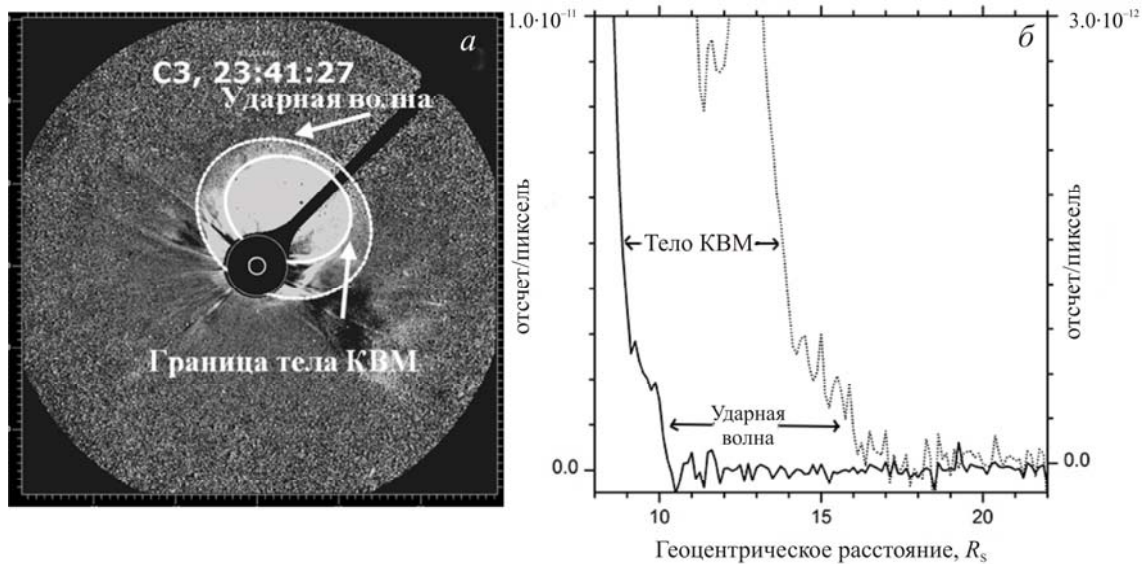 а
С3, 23:41:27
Ударная волна
Граница тела КВМ
1.0·10⁻¹¹
отсчет/пиксель
0.0
б
Тело КВМ
Ударная
волна
10
15
20
Геоцентрическое расстояние, Rₛ
3.0·10⁻¹²
отсчет/пиксель
0.0